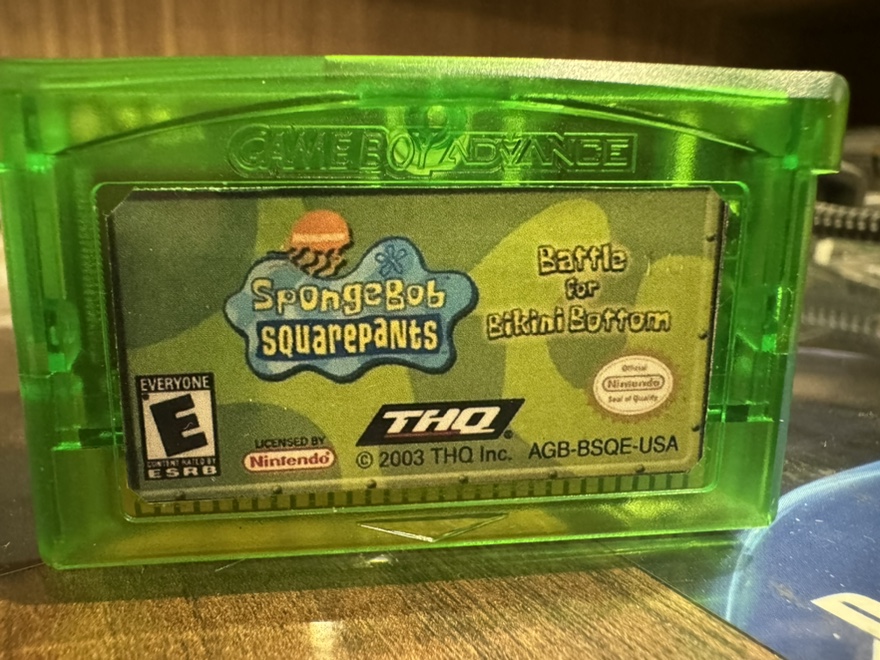 GAME BOY ADVANCE
SpongeBob
SQUAREPANTS
Battle
for
Bikini Bottom
EVERYONE
E
CONTENT RATED BY
ESRB
LICENSED BY
Nintendo
THQ
© 2003 THQ Inc.
Official
Nintendo
Seal of Quality
AGB-BSQE-USA